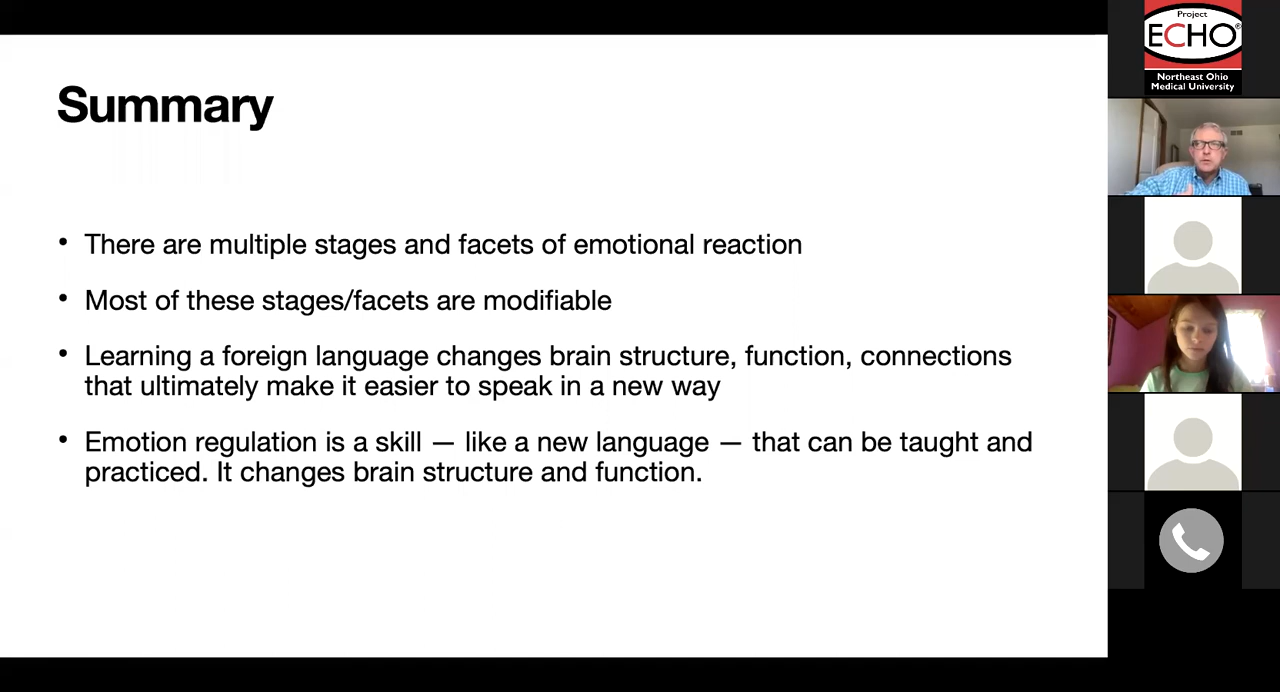 Summary
• There are multiple stages and facets of emotional reaction
• Most of these stages/facets are modifiable
• Learning a foreign language changes brain structure, function, connections
that ultimately make it easier to speak in a new way
• Emotion regulation is a skill — like a new language — that can be taught and
practiced. It changes brain structure and function.
Project
ECHO®
Northeast Ohio
Medical University